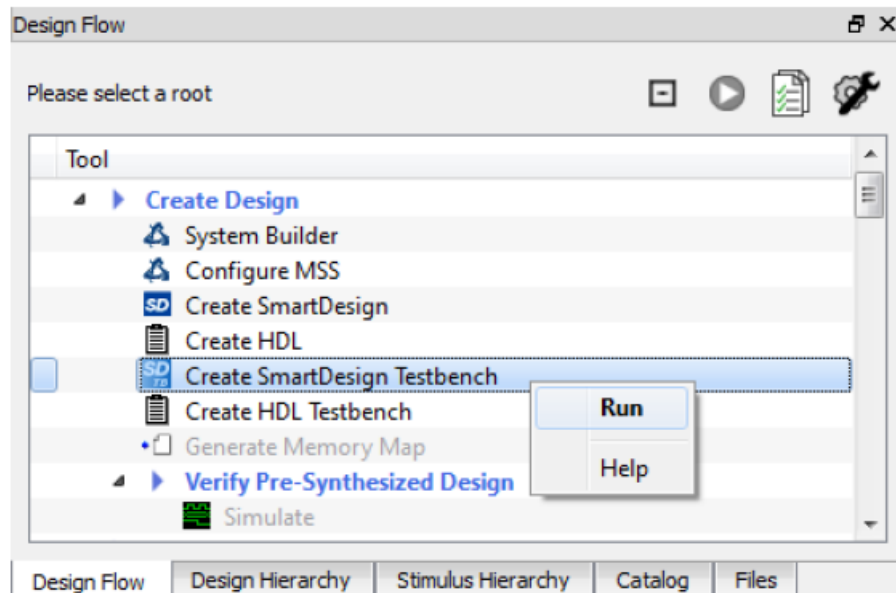 Design Flow
Please select a root
Tool
Create Design
System Builder
Configure MSS
SD Create SmartDesign
Create HDL
SD TB Create SmartDesign Testbench
Create HDL Testbench
Run
Generate Memory Map
Help
Verify Pre-Synthesized Design
Simulate
Design Flow Design Hierarchy Stimulus Hierarchy Catalog Files